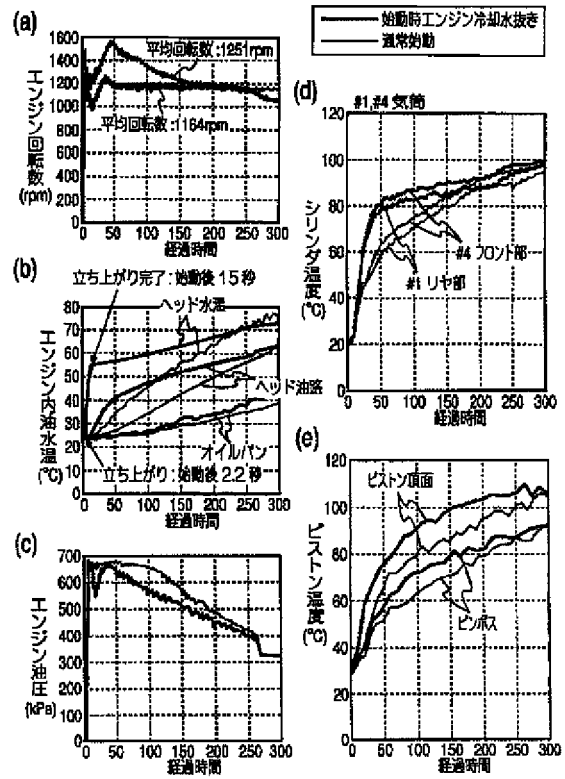 始動時エンジン冷却水抜き
通常始動
(a)
エンジン回転数
(rpm)
1600
1400
1200
1000
800
600
400
200
0
平均回転数:1251rpm
平均回転数:1164rpm
0 50 100 150 200 250 300
経過時間
(b)
立ち上がり完了:始動後15秒
ヘッド水温
エンジン内油水温
(℃)
80
70
60
50
40
30
20
10
0
ヘッド油路
オイルパン
立ち上がり:始動後2.2秒
0 50 100 150 200 250 300
経過時間
(c)
エンジン油圧
(kPa)
700
600
500
400
300
200
100
0
0 50 100 150 200 250 300
経過時間
(d)
#1,#4 気筒
シリンダ温度
(℃)
120
100
80
60
40
20
0
#4 フロント部
#1 リヤ部
0 50 100 150 200 250 300
経過時間
(e)
ピストン温度
(℃)
120
100
80
60
40
20
0
ピストン頂面
ピンボス
0 50 100 150 200 250 300
経過時間